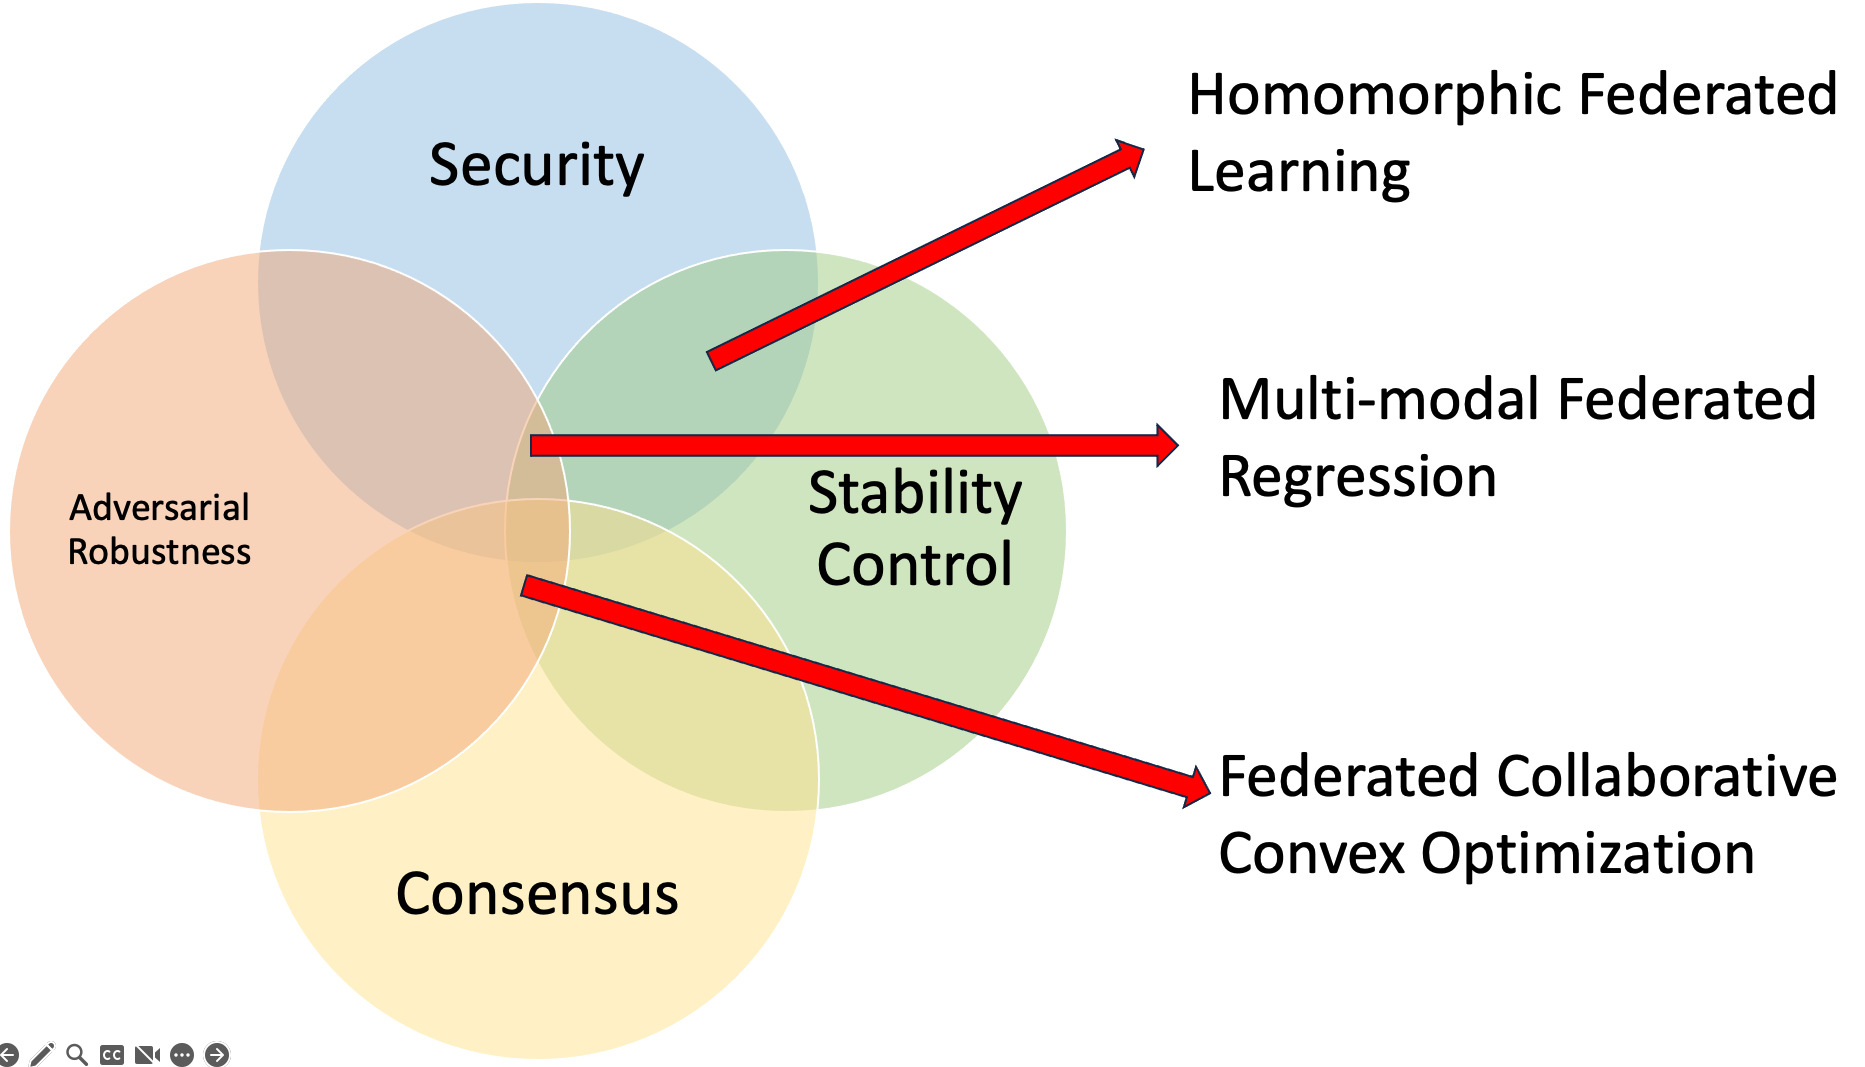 Security
Adversarial
Robustness
Stability
Control
Consensus
Homomorphic Federated
Learning
Multi-modal Federated
Regression
Federated Collaborative
Convex Optimization
CC